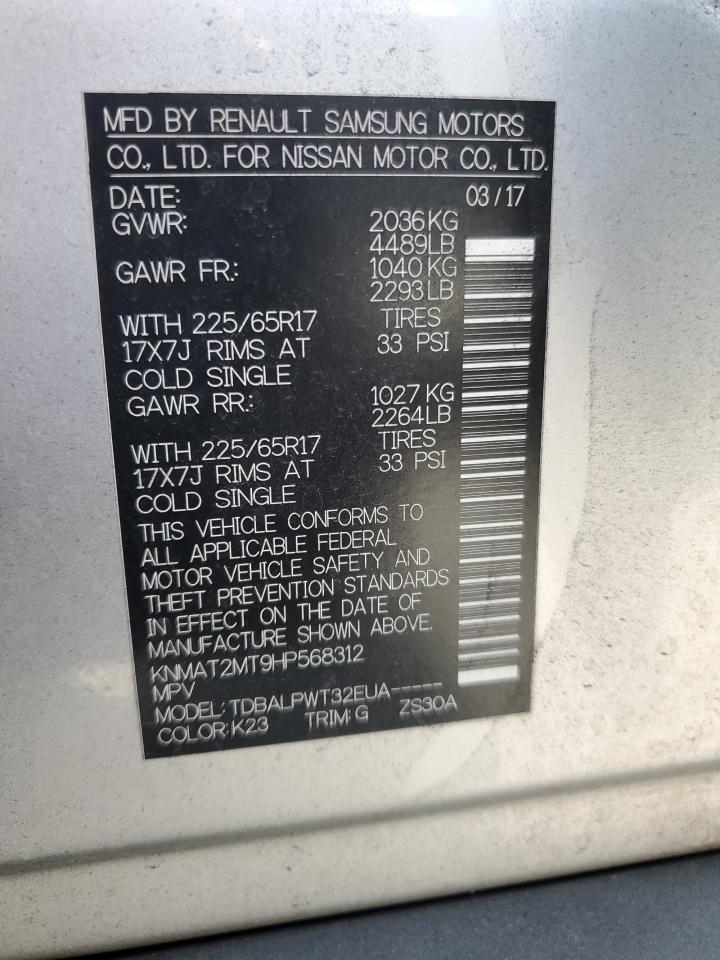 MFD BY RENAULT SAMSUNG MOTORS
CO., LTD. FOR NISSAN MOTOR CO., LTD.
DATE: 03/17
GVWR: 2036KG
4489LB
GAWR FR.: 1040KG
2293LB
WITH 225/65R17 TIRES
17X7J RIMS AT 33 PSI
COLD SINGLE
GAWR RR.: 1027KG
2264LB
WITH 225/65R17 TIRES
17X7J RIMS AT 33 PSI
COLD SINGLE
THIS VEHICLE CONFORMS TO
ALL APPLICABLE FEDERAL
MOTOR VEHICLE SAFETY AND
THEFT PREVENTION STANDARDS
IN EFFECT ON THE DATE OF
MANUFACTURE SHOWN ABOVE.
KNMAT2MT9HP568312
MPV
MODEL: TDBALPWT32EUA-----
COLOR: K23 TRIM: G ZS30A